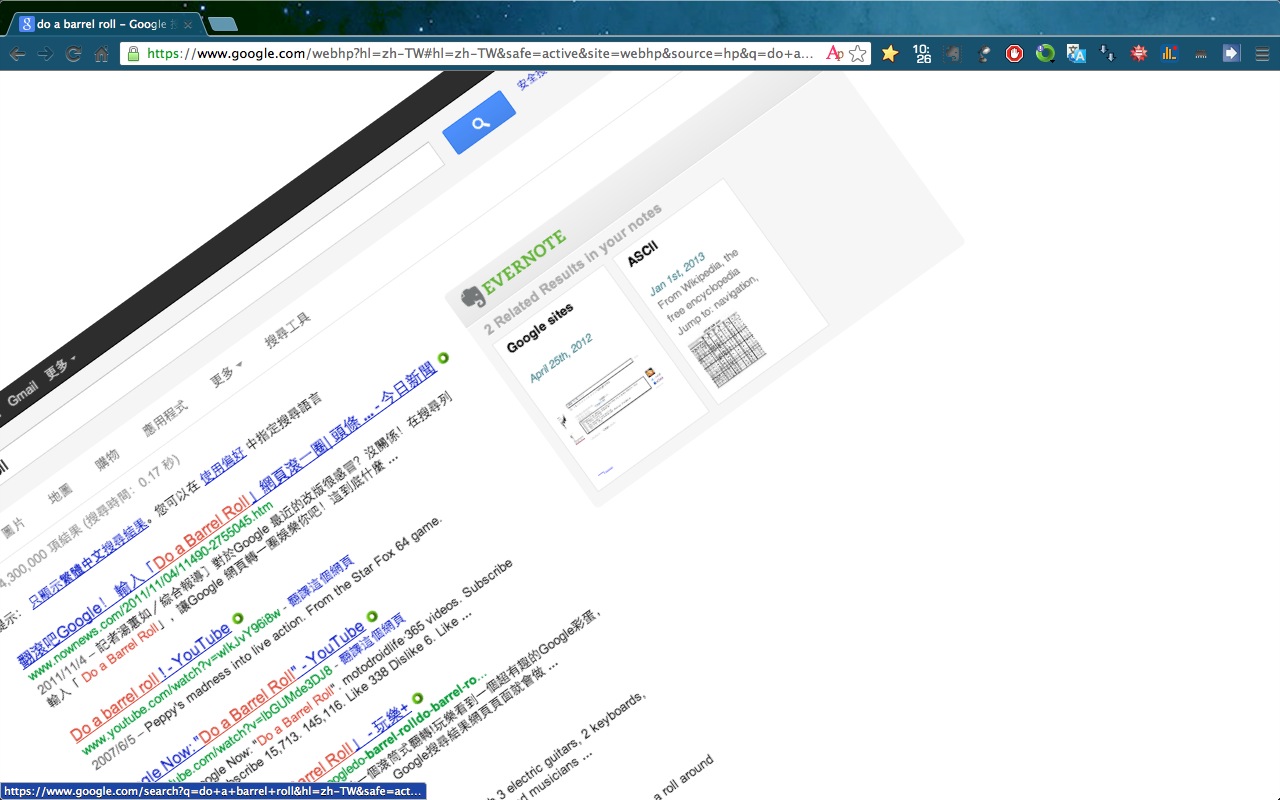 do a barrel roll – Google
https://www.google.com/webhp?hl=zh-TW#hl=zh-TW&safe=active&site=webhp&source=hp&q=do+a...
10:
26
Gmail 更多
安全
圖片 地圖 購物 應用程式 更多 搜尋工具
4,300,000 項結果 (搜尋時間：0.17 秒)
提示： 只顯示繁體中文搜尋結果。您可以在 使用偏好 中指定搜尋語言
翻滾吧Google！ 輸入「Do a Barrel Roll」網頁滾一圈| 頭條 ... - 今日新聞
www.nownews.com/2011/11/04/11490-2755045.htm
2011/11/4 – 記者湯惠如／綜合報導〕對於Google 最近的改版很感冒？沒關係！在搜尋列
輸入「 Do a Barrel Roll」，讓Google 網頁轉一圈娛樂你吧！這到底什麼 ...
Do a barrel roll ! - YouTube
www.youtube.com/watch?v=wlkJvY96i8w - 翻譯這個網頁
2007/6/5 – Peppy's madness into live action. From the Star Fox 64 game.
gle Now: "Do a Barrel Roll" - YouTube
tube.com/watch?v=lbGUMde3DJ8 - 翻譯這個網頁
gle Now: "Do a Barrel Roll". motodroidlife·365 videos. Subscribe
scribe 15,713. 145,116. Like 338 Dislike 6. Like ...
Barrel Roll」 - 玩樂+
ogledo-barrel-rolldo-barrel-ro...
一個滾筒式翻轉!玩樂看到一個超有趣的Google彩蛋，
Google搜尋結果網頁頁面就會做 ...
3 electric guitars, 2 keyboards,
nd musicians ...
a roll around
EVERNOTE
2 Related Results in your notes
Google sites
April 25th, 2012
ASCII
Jan 1st, 2013
From Wikipedia, the
free encyclopedia
Jump to: navigation,
https://www.google.com/search?q=do+a+barrel+roll&hl=zh-TW&safe=act...